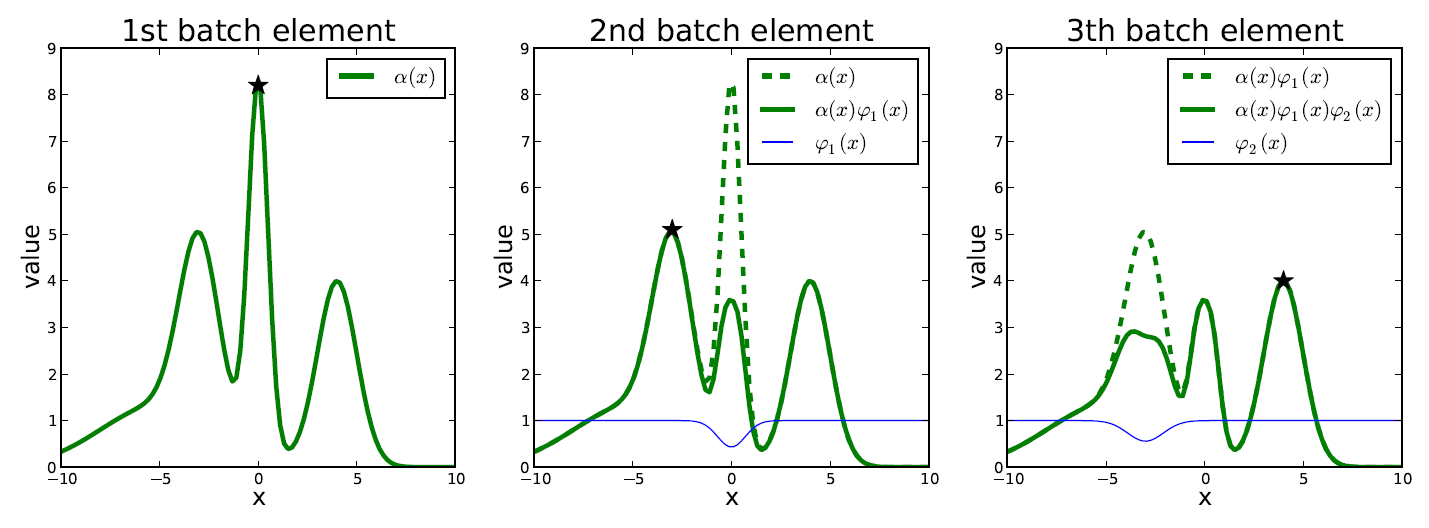 1st batch element
9
8
7
6
5
4
3
2
1
0
−10
−5
0
5
10
value
x
α(x)
2nd batch element
9
8
7
6
5
4
3
2
1
0
−10
−5
0
5
10
value
x
α(x)
α(x)φ₁(x)
φ₁(x)
3th batch element
9
8
7
6
5
4
3
2
1
0
−10
−5
0
5
10
value
x
α(x)φ₁(x)
α(x)φ₁(x)φ₂(x)
φ₂(x)